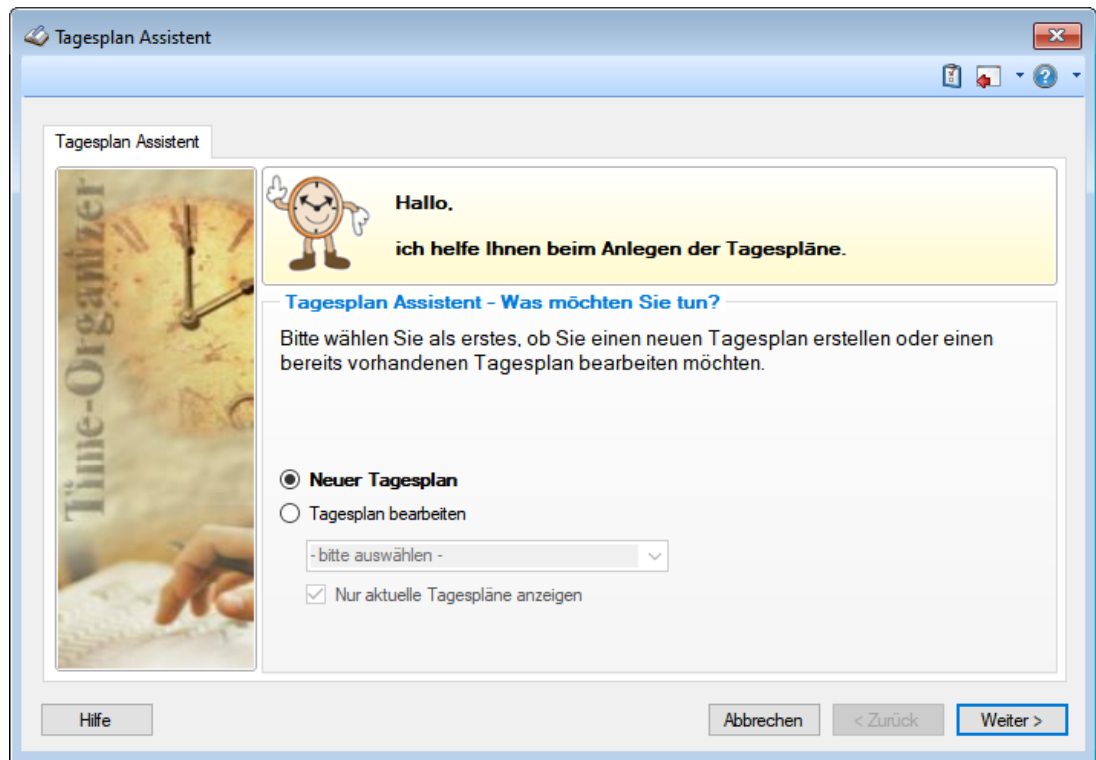 Tagesplan Assistent
Tagesplan Assistent
Time-Organizer
Hallo,
ich helfe Ihnen beim Anlegen der Tagespläne.
Tagesplan Assistent - Was möchten Sie tun?
Bitte wählen Sie als erstes, ob Sie einen neuen Tagesplan erstellen oder einen
bereits vorhandenen Tagesplan bearbeiten möchten.
Neuer Tagesplan
Tagesplan bearbeiten
- bitte auswählen -
Nur aktuelle Tagespläne anzeigen
Hilfe
Abbrechen
< Zurück
Weiter >